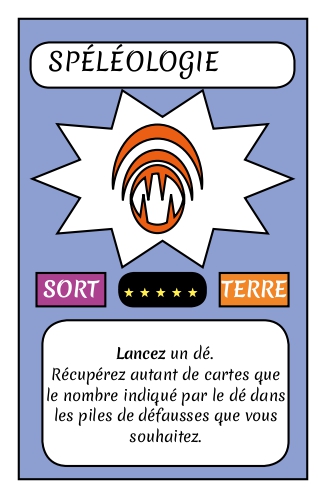 SPÉLÉOLOGIE
SORT
TERRE
Lancez un dé.
Récupérez autant de cartes que
le nombre indiqué par le dé dans
les piles de défausses que vous
souhaitez.